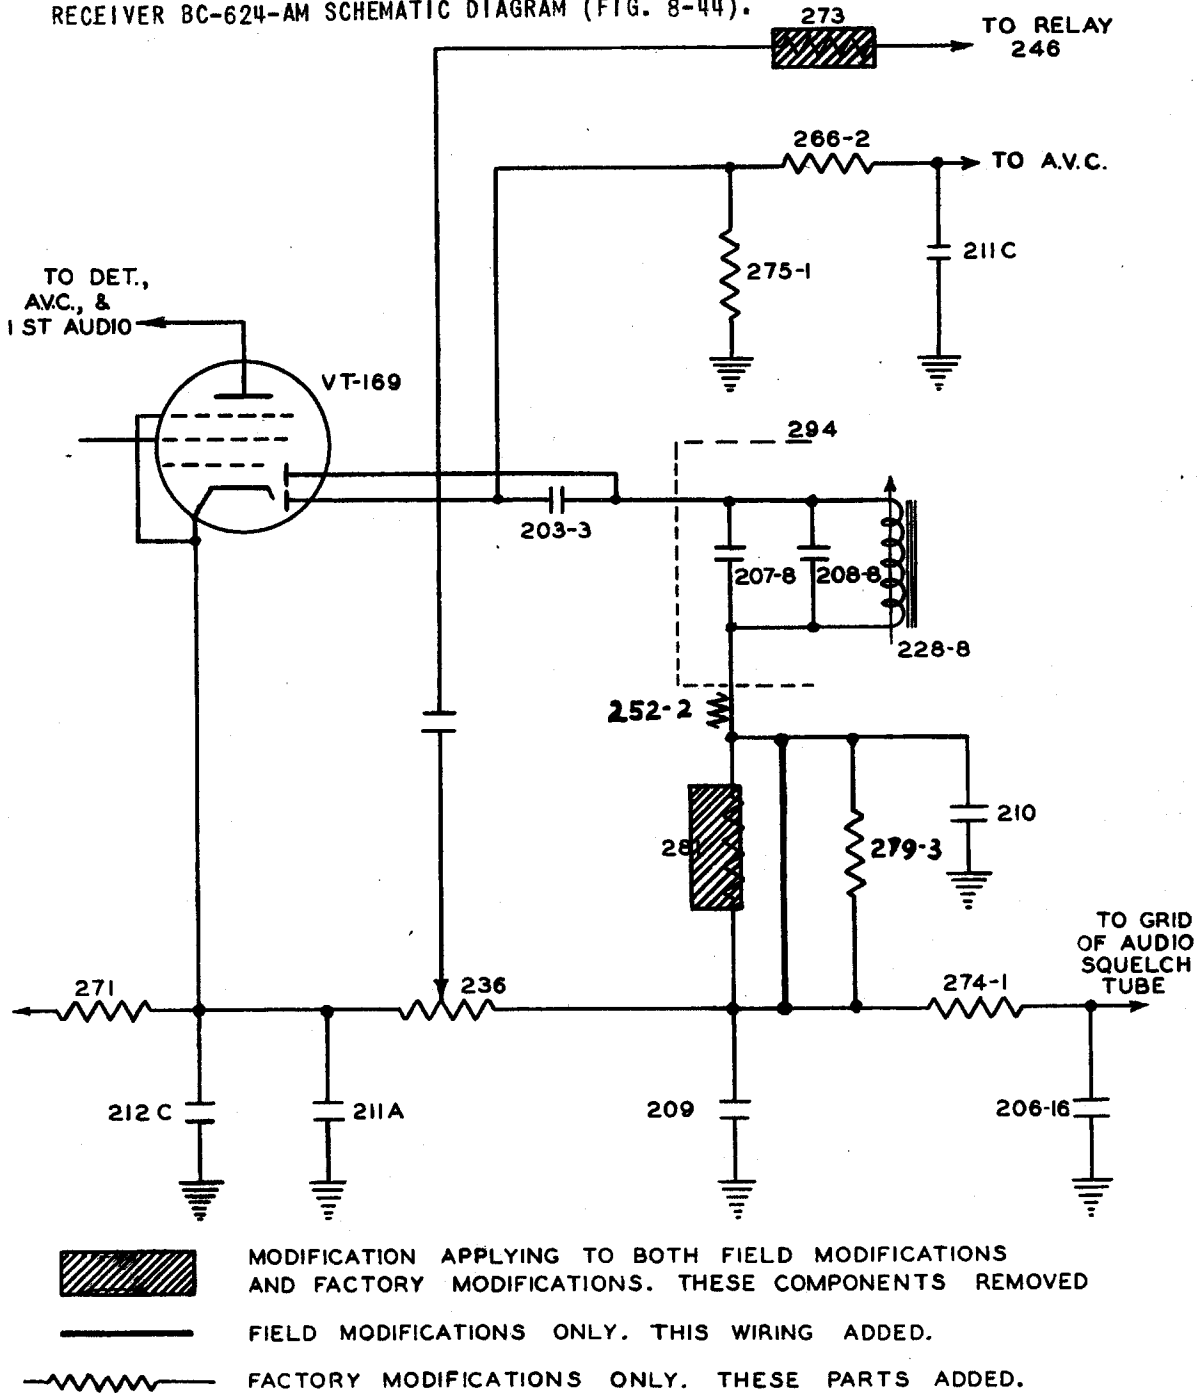 RECEIVER BC-624-AM SCHEMATIC DIAGRAM (FIG. 8-44).
273
TO RELAY
246
266-2
TO A.V.C.
275-1
211C
TO DET.,
A.V.C., &
1 ST AUDIO
VT-169
294
203-3
207-8
208-8
228-8
252-2
281
279-3
210
TO GRID
OF AUDIO
SQUELCH
TUBE
271
236
274-1
212 C
211A
209
206-16
MODIFICATION APPLYING TO BOTH FIELD MODIFICATIONS
AND FACTORY MODIFICATIONS. THESE COMPONENTS REMOVED
FIELD MODIFICATIONS ONLY. THIS WIRING ADDED.
FACTORY MODIFICATIONS ONLY. THESE PARTS ADDED.